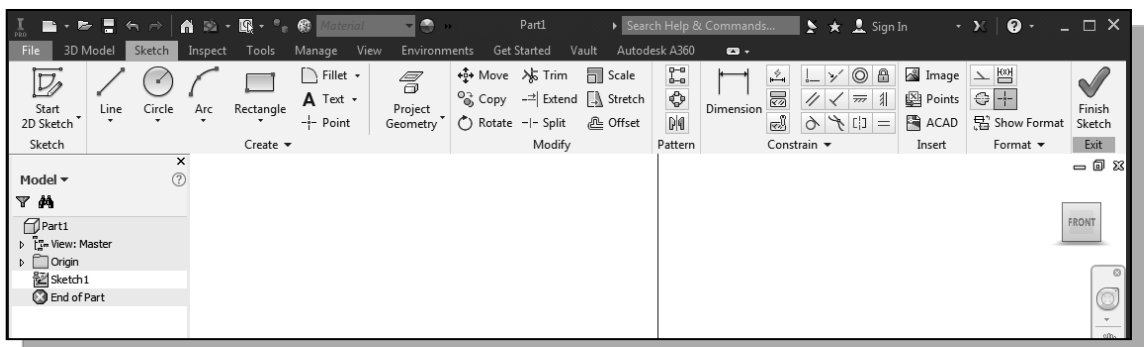 PRO Material Part1 Search Help & Commands... Sign In
File 3D Model Sketch Inspect Tools Manage View Environments Get Started Vault Autodesk A360
Start 2D Sketch
Line
Circle
Arc
Rectangle
Fillet
Text
Point
Project Geometry
Move
Copy
Rotate
Trim
Extend
Split
Scale
Stretch
Offset
Dimension
Image
Points
ACAD
Show Format
Finish Sketch
Sketch Create Modify Pattern Constrain Insert Format Exit
Model
Part1
View: Master
Origin
Sketch1
End of Part
FRONT